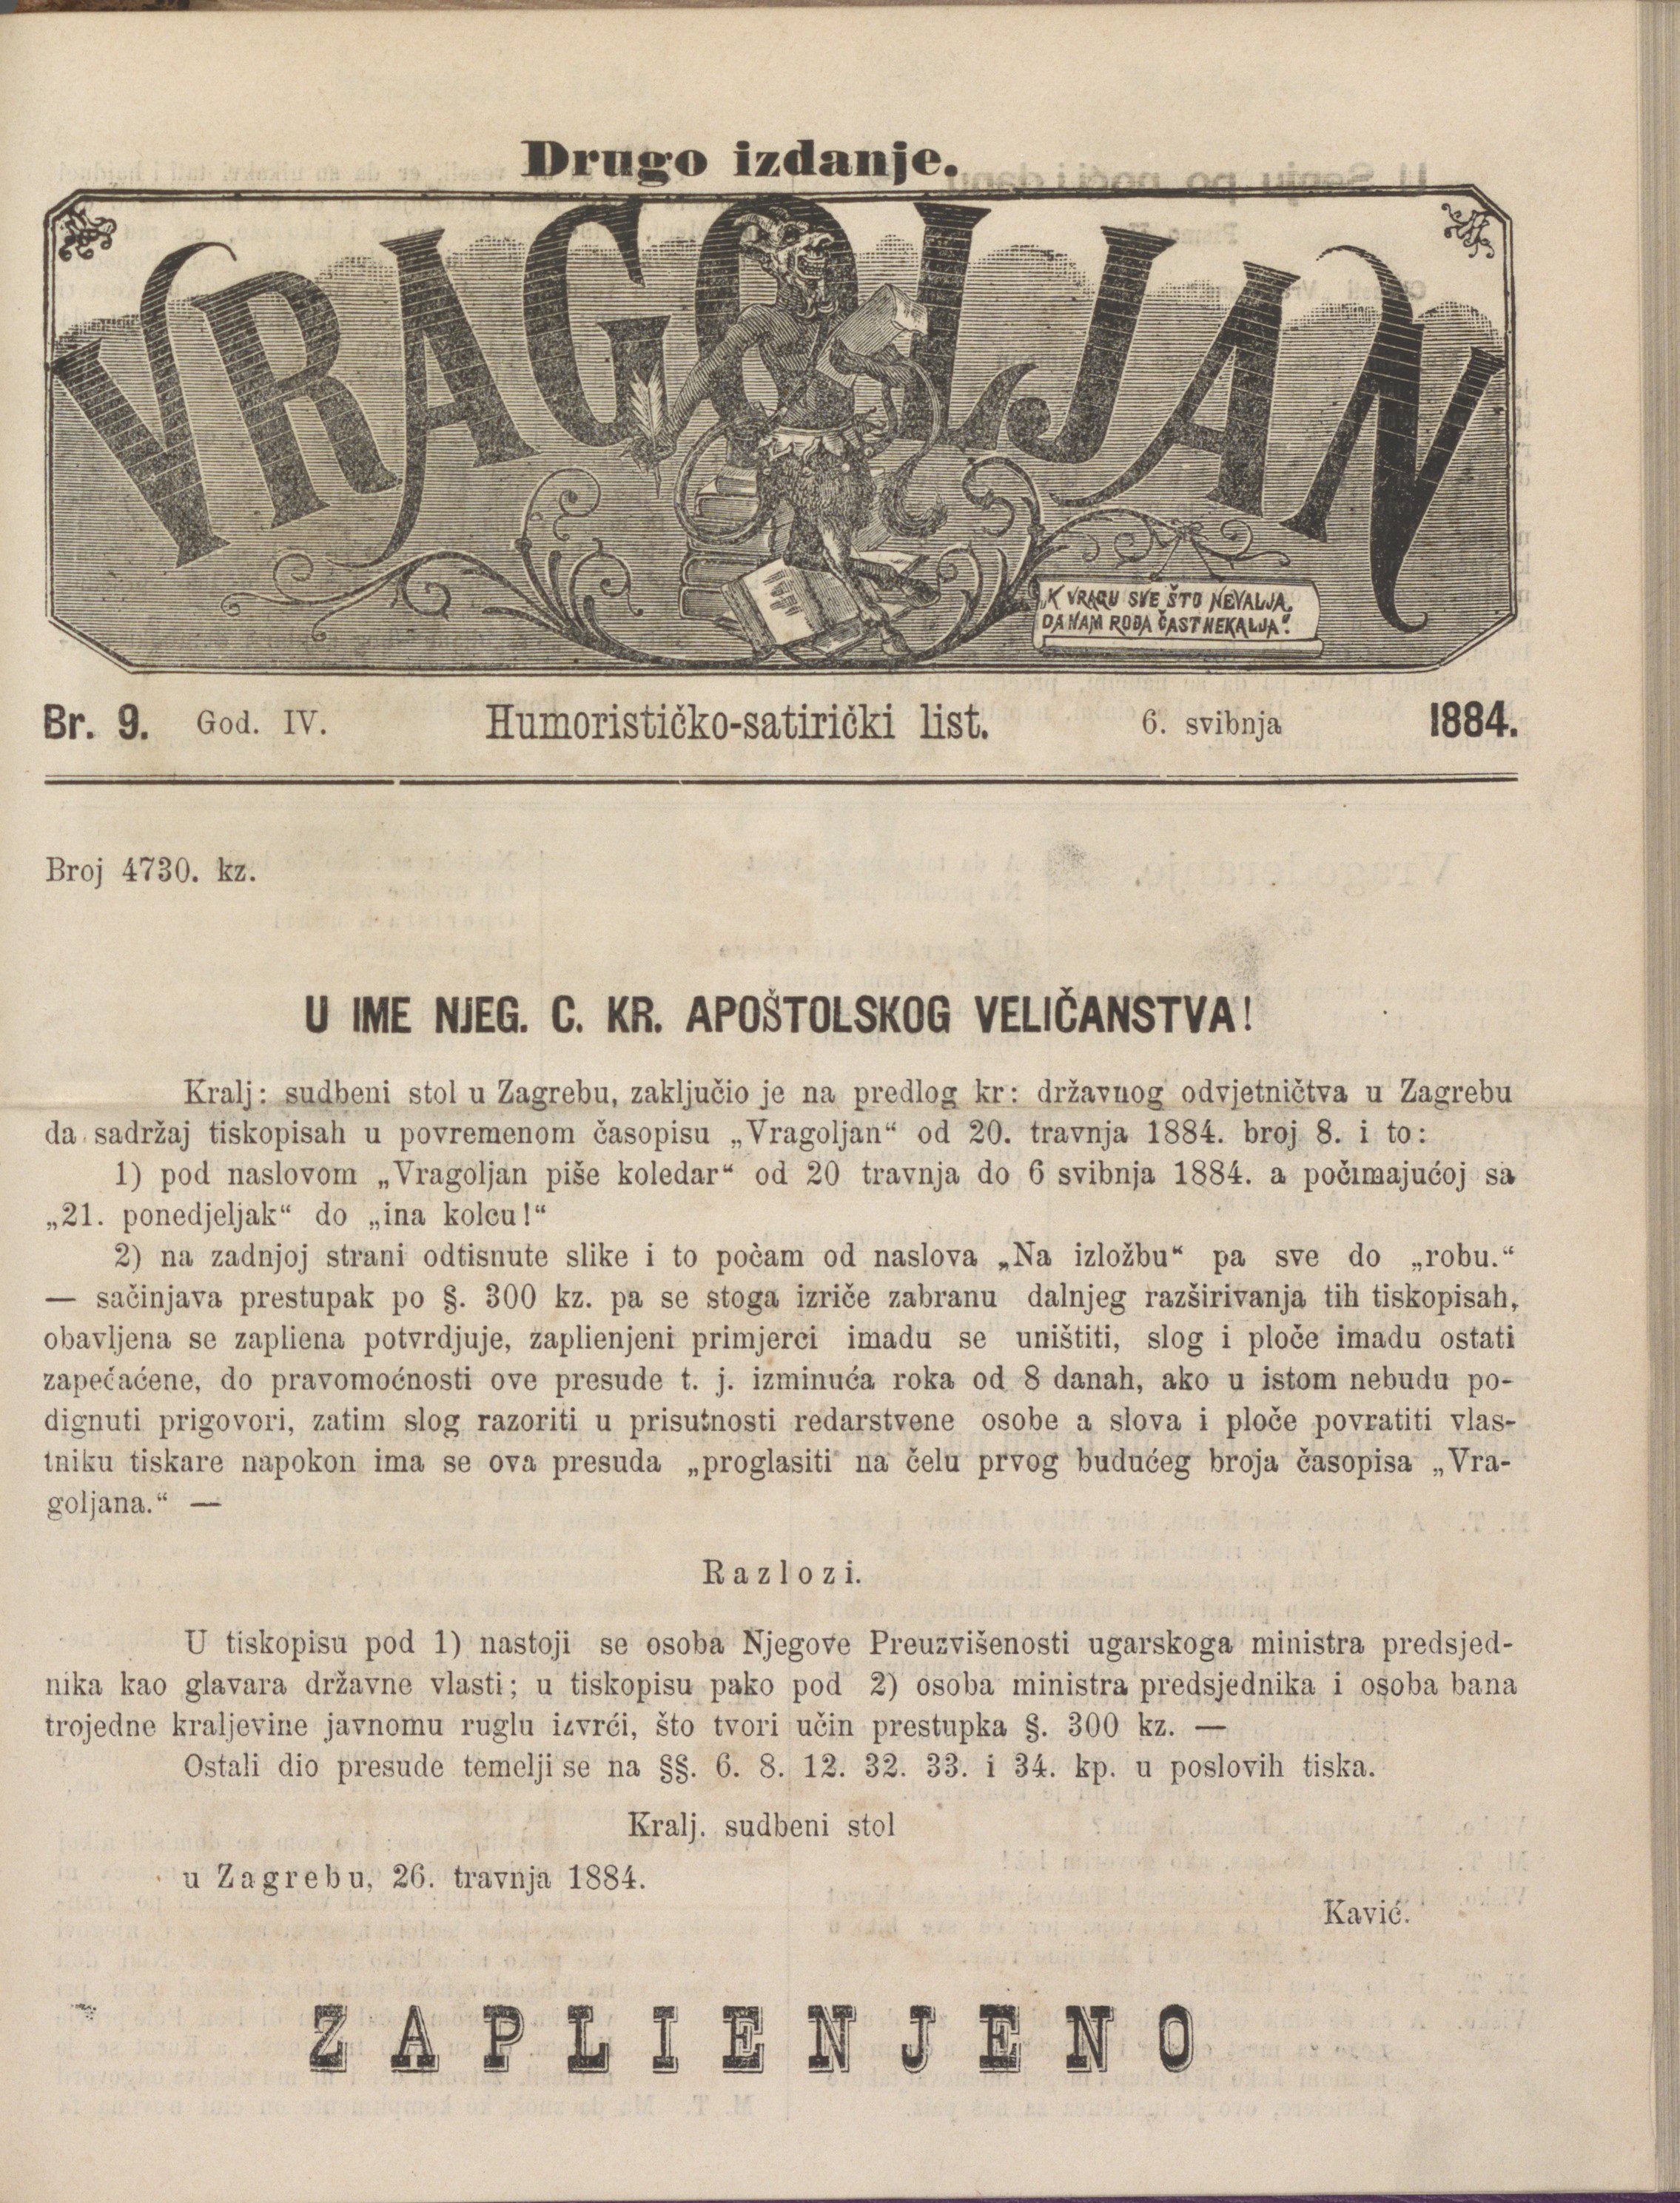 Drugo izdanje.
VRAGOLJAN
„K VRAGU SVE ŠTO NEVALJA,
DA NAM RODA ČAST NEKALJA“.
Br. 9. God. IV. Humorističko-satirički list. 6. svibnja 1884.
Broj 4730. kz.
U IME NJEG. C. KR. APOŠTOLSKOG VELIČANSTVA!
Kralj: sudbeni stol u Zagrebu, zaključio je na predlog kr: državnog odvjetničtva u Zagrebu
da sadržaj tiskopisah u povremenom časopisu „Vragoljan“ od 20. travnja 1884. broj 8. i to:
1) pod naslovom „Vragoljan piše koledar“ od 20 travnja do 6 svibnja 1884. a počimajućoj sa
„21. ponedjeljak“ do „ina kolcu!“
2) na zadnjoj strani odtisnute slike i to počam od naslova „Na izložbu“ pa sve do „robu.“
— sačinjava prestupak po §. 300 kz. pa se stoga izriče zabranu dalnjeg razširivanja tih tiskopisah,
obavljena se zapliena potvrdjuje, zaplienjeni primjerci imadu se uništiti, slog i ploče imadu ostati
zapečaćene, do pravomoćnosti ove presude t. j. izminuća roka od 8 danah, ako u istom nebudu po-
dignuti prigovori, zatim slog razoriti u prisutnosti redarstvene osobe a slova i ploče povratiti vlas-
tniku tiskare napokon ima se ova presuda „proglasiti na čelu prvog budućeg broja časopisa „Vra-
goljana.“ —
Razlozi.
U tiskopisu pod 1) nastoji se osoba Njegove Preuzvišenosti ugarskoga ministra predsjed-
nika kao glavara državne vlasti; u tiskopisu pako pod 2) osoba ministra predsjednika i osoba bana
trojedne kraljevine javnomu ruglu izvrći, što tvori učin prestupka §. 300 kz. —
Ostali dio presude temelji se na §§. 6. 8. 12. 32. 33. i 34. kp. u poslovih tiska.
Kralj. sudbeni stol
u Zagrebu, 26. travnja 1884.
Kavić.
ZAPLIENJENO